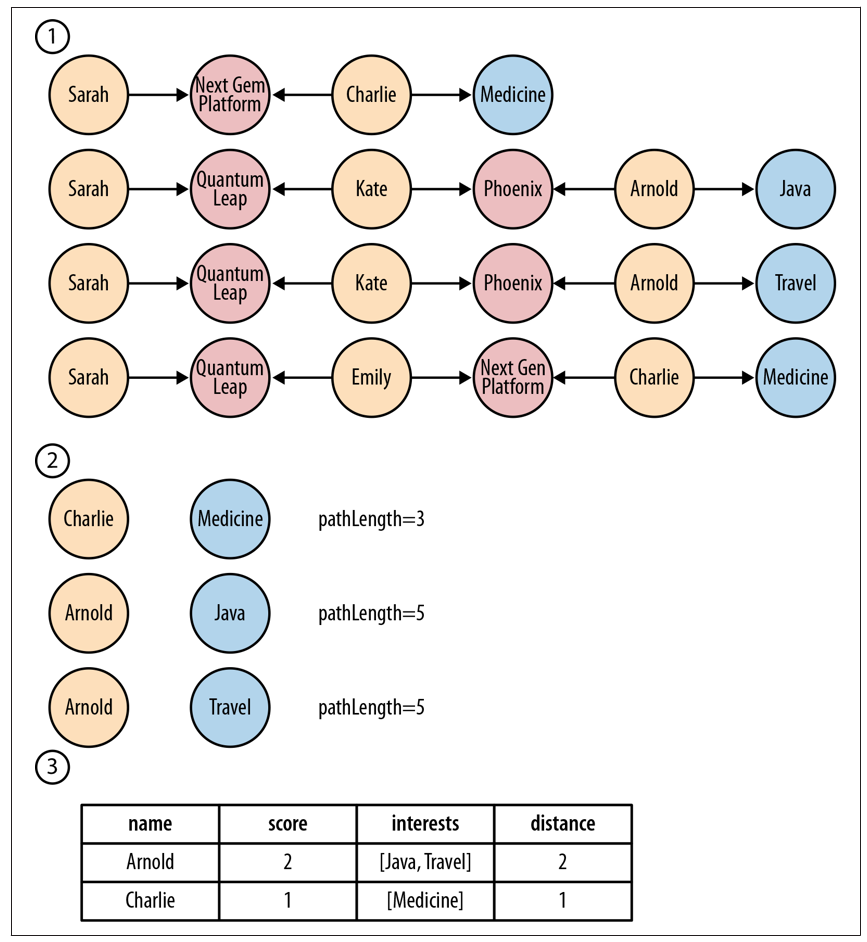 1
Sarah
Next Gem
Platform
Charlie
Medicine
Sarah
Quantum
Leap
Kate
Phoenix
Arnold
Java
Sarah
Quantum
Leap
Kate
Phoenix
Arnold
Travel
Sarah
Quantum
Leap
Emily
Next Gen
Platform
Charlie
Medicine
2
Charlie
Medicine
pathLength=3
Arnold
Java
pathLength=5
Arnold
Travel
pathLength=5
3
name score interests distance
Arnold 2 [Java, Travel] 2
Charlie 1 [Medicine] 1